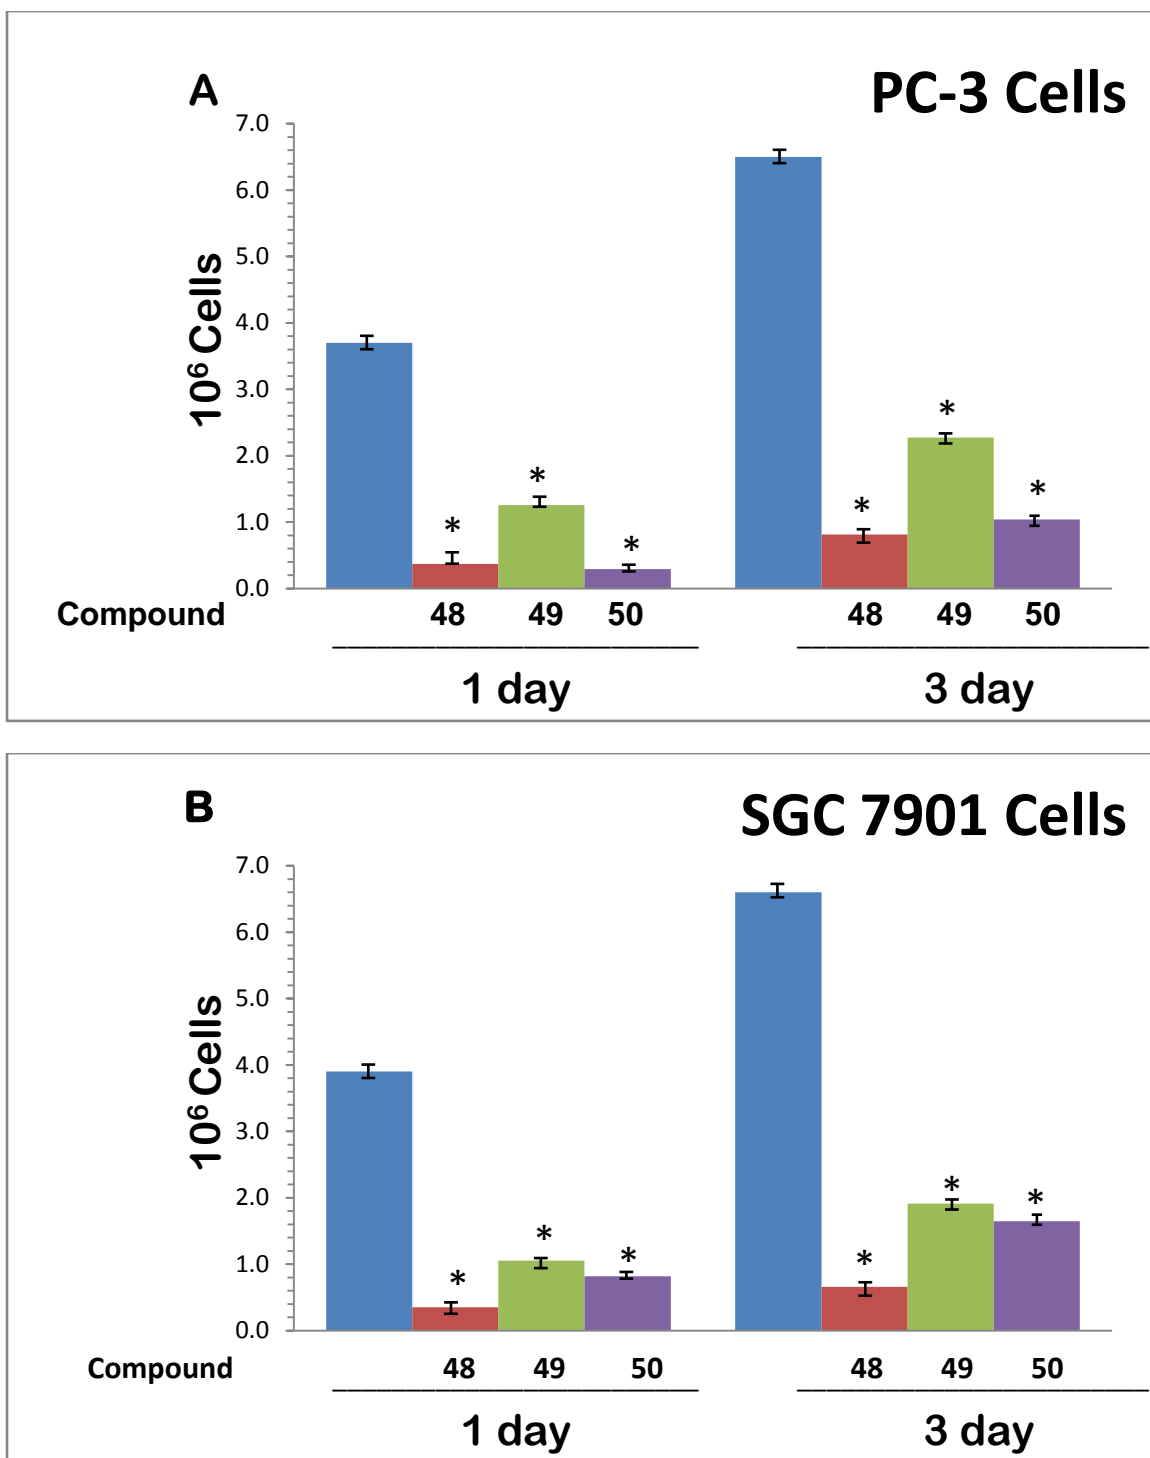 A
PC-3 Cells
7.0
6.0
5.0
4.0
3.0
2.0
1.0
0.0
10⁶ Cells
* * * * * *
Compound 48 49 50 48 49 50
1 day 3 day
B
SGC 7901 Cells
7.0
6.0
5.0
4.0
3.0
2.0
1.0
0.0
10⁶ Cells
* * * * * *
Compound 48 49 50 48 49 50
1 day 3 day